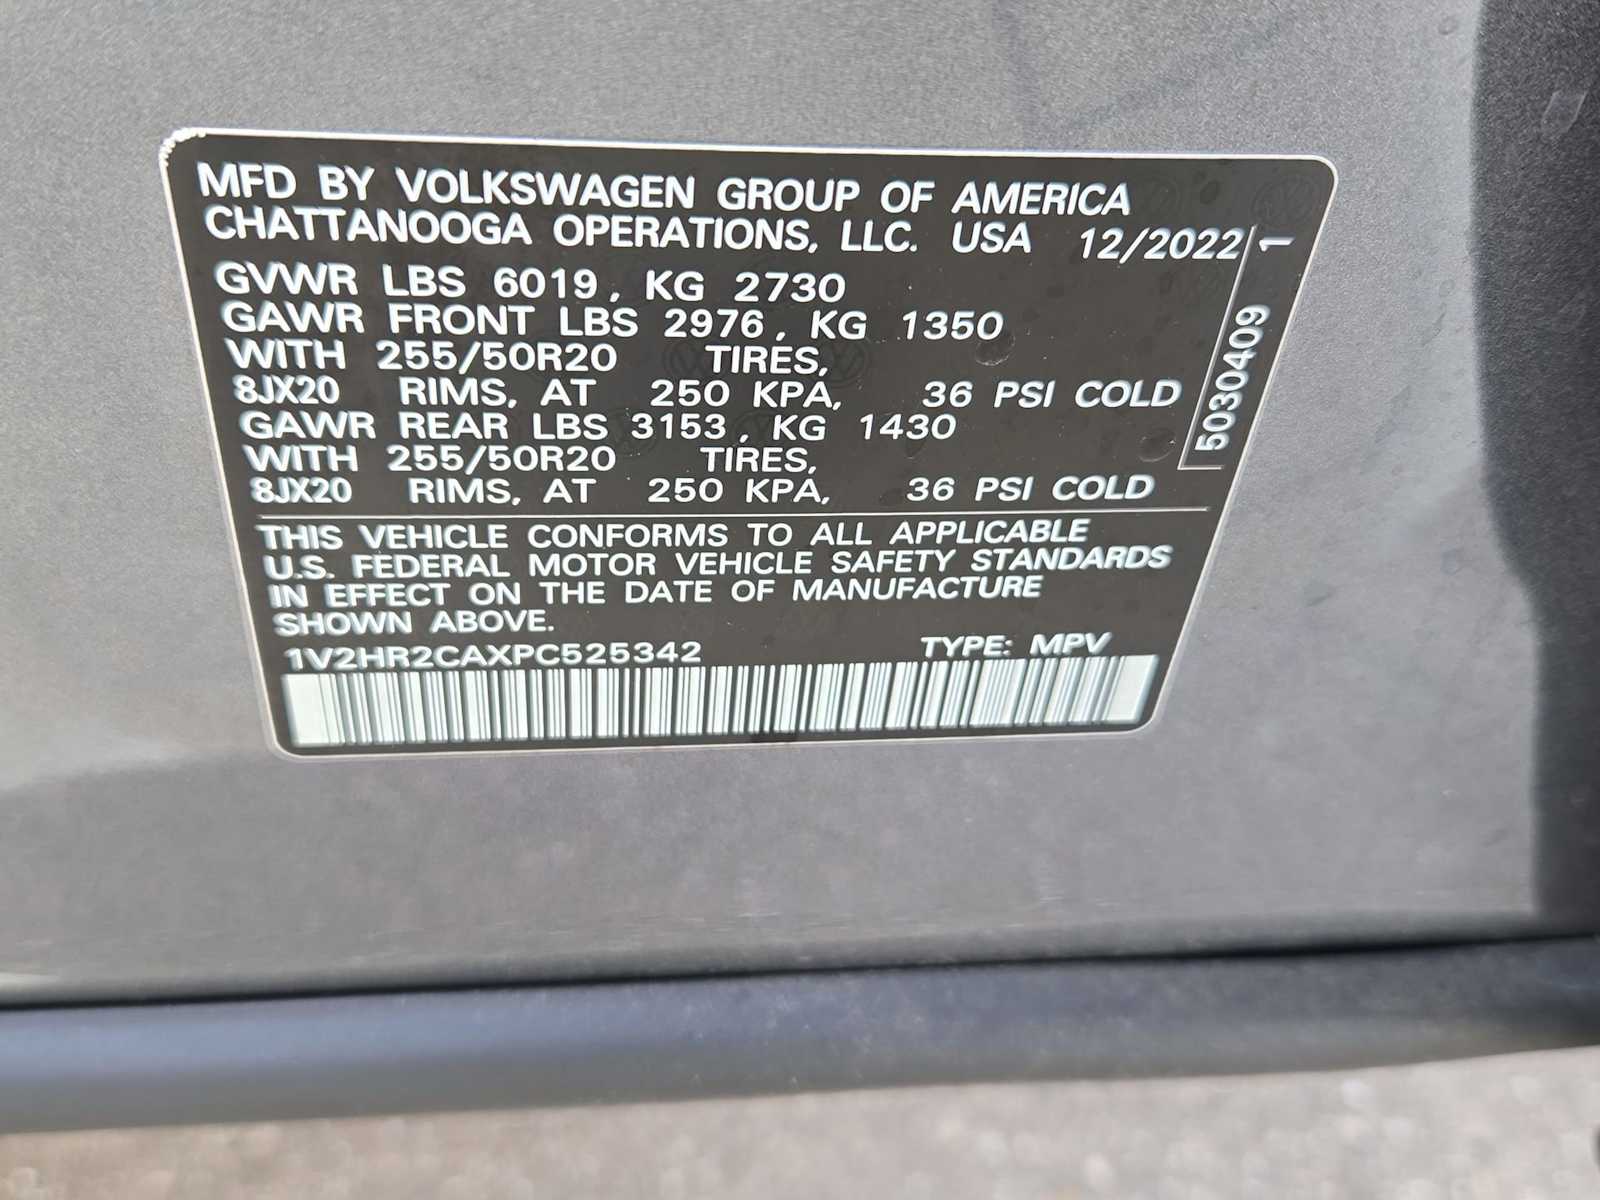 MFD BY VOLKSWAGEN GROUP OF AMERICA
CHATTANOOGA OPERATIONS, LLC. USA 12/2022
GVWR LBS 6019, KG 2730
GAWR FRONT LBS 2976, KG 1350
WITH 255/50R20 TIRES,
8JX20 RIMS, AT 250 KPA, 36 PSI COLD
GAWR REAR LBS 3153, KG 1430
WITH 255/50R20 TIRES,
8JX20 RIMS, AT 250 KPA, 36 PSI COLD
5030409 1
THIS VEHICLE CONFORMS TO ALL APPLICABLE
U.S. FEDERAL MOTOR VEHICLE SAFETY STANDARDS
IN EFFECT ON THE DATE OF MANUFACTURE
SHOWN ABOVE.
1V2HR2CAXPC525342 TYPE: MPV